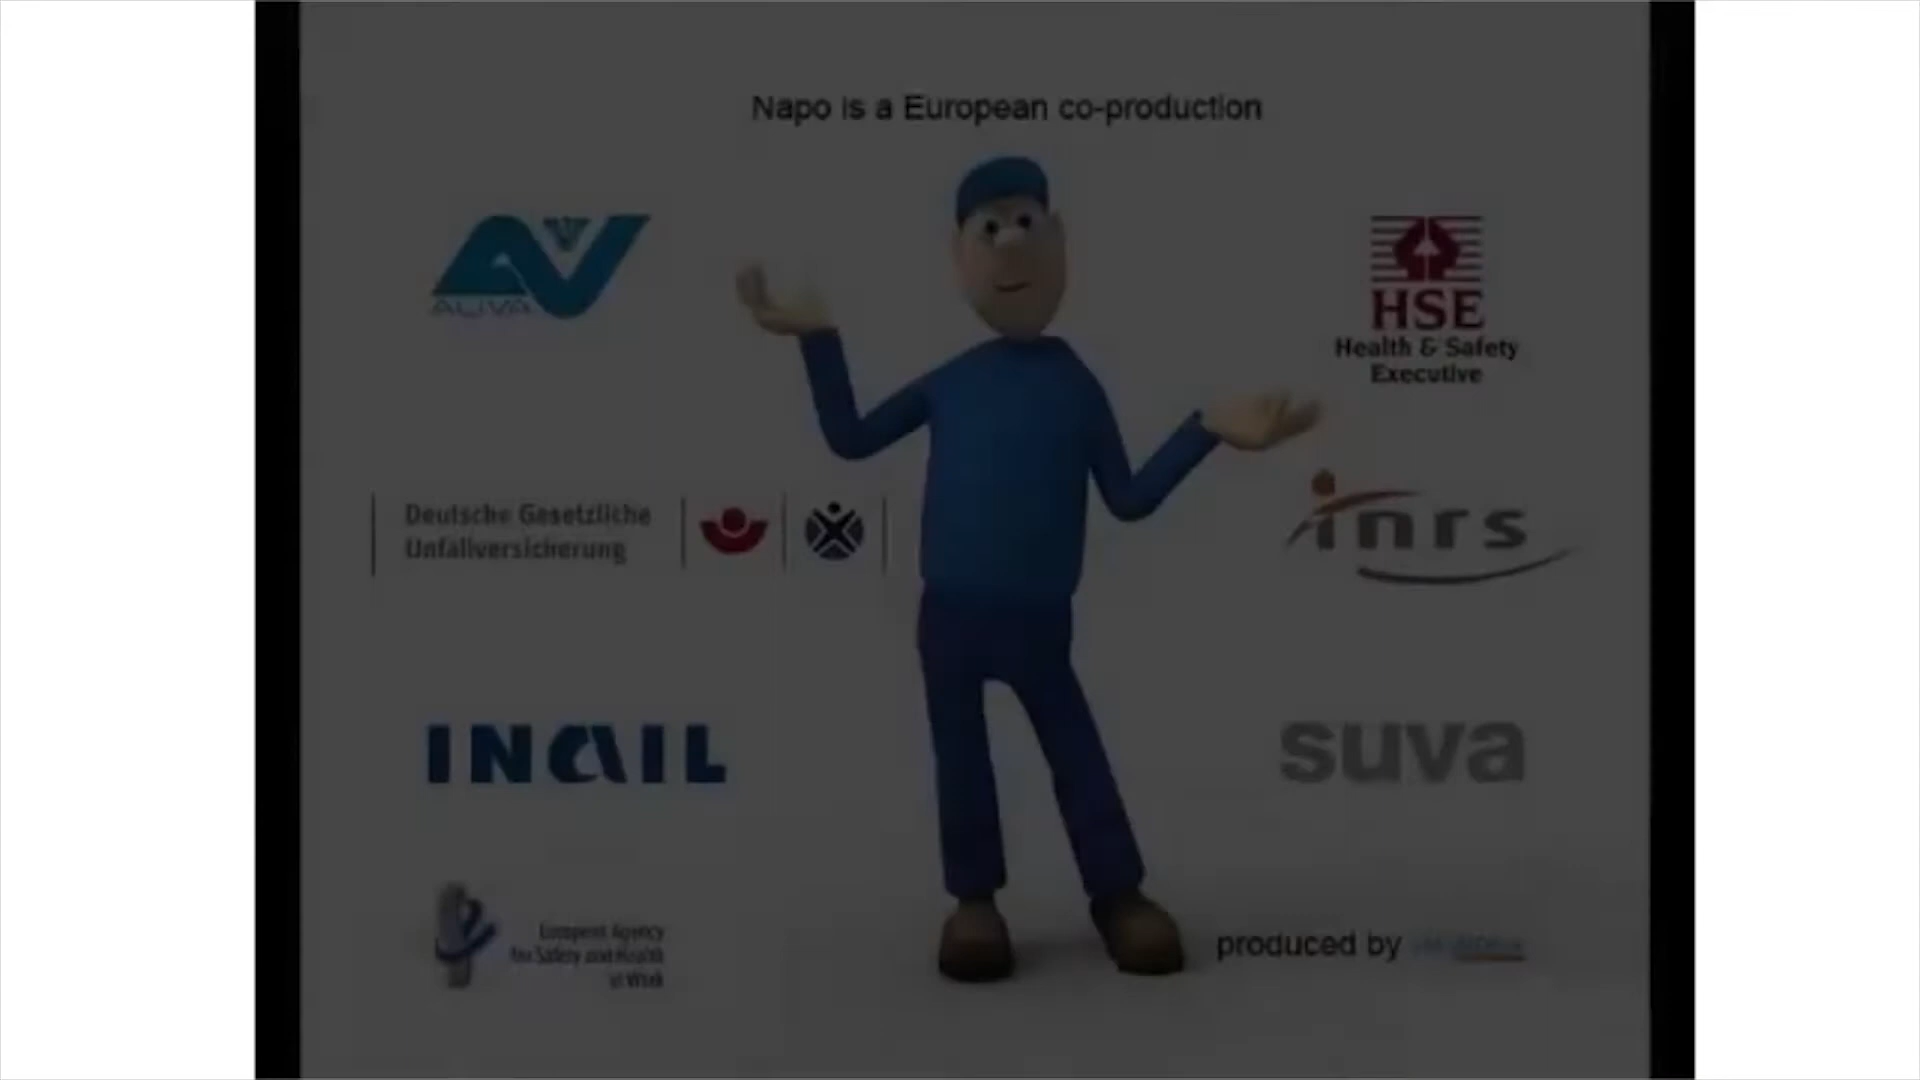 Napo is a European co-production
AUVA
HSE
Health & Safety
Executive
Deutsche Gesetzliche
Unfallversicherung
inrs
INAIL
suva
European Agency
for Safety and Health
at Work
produced by